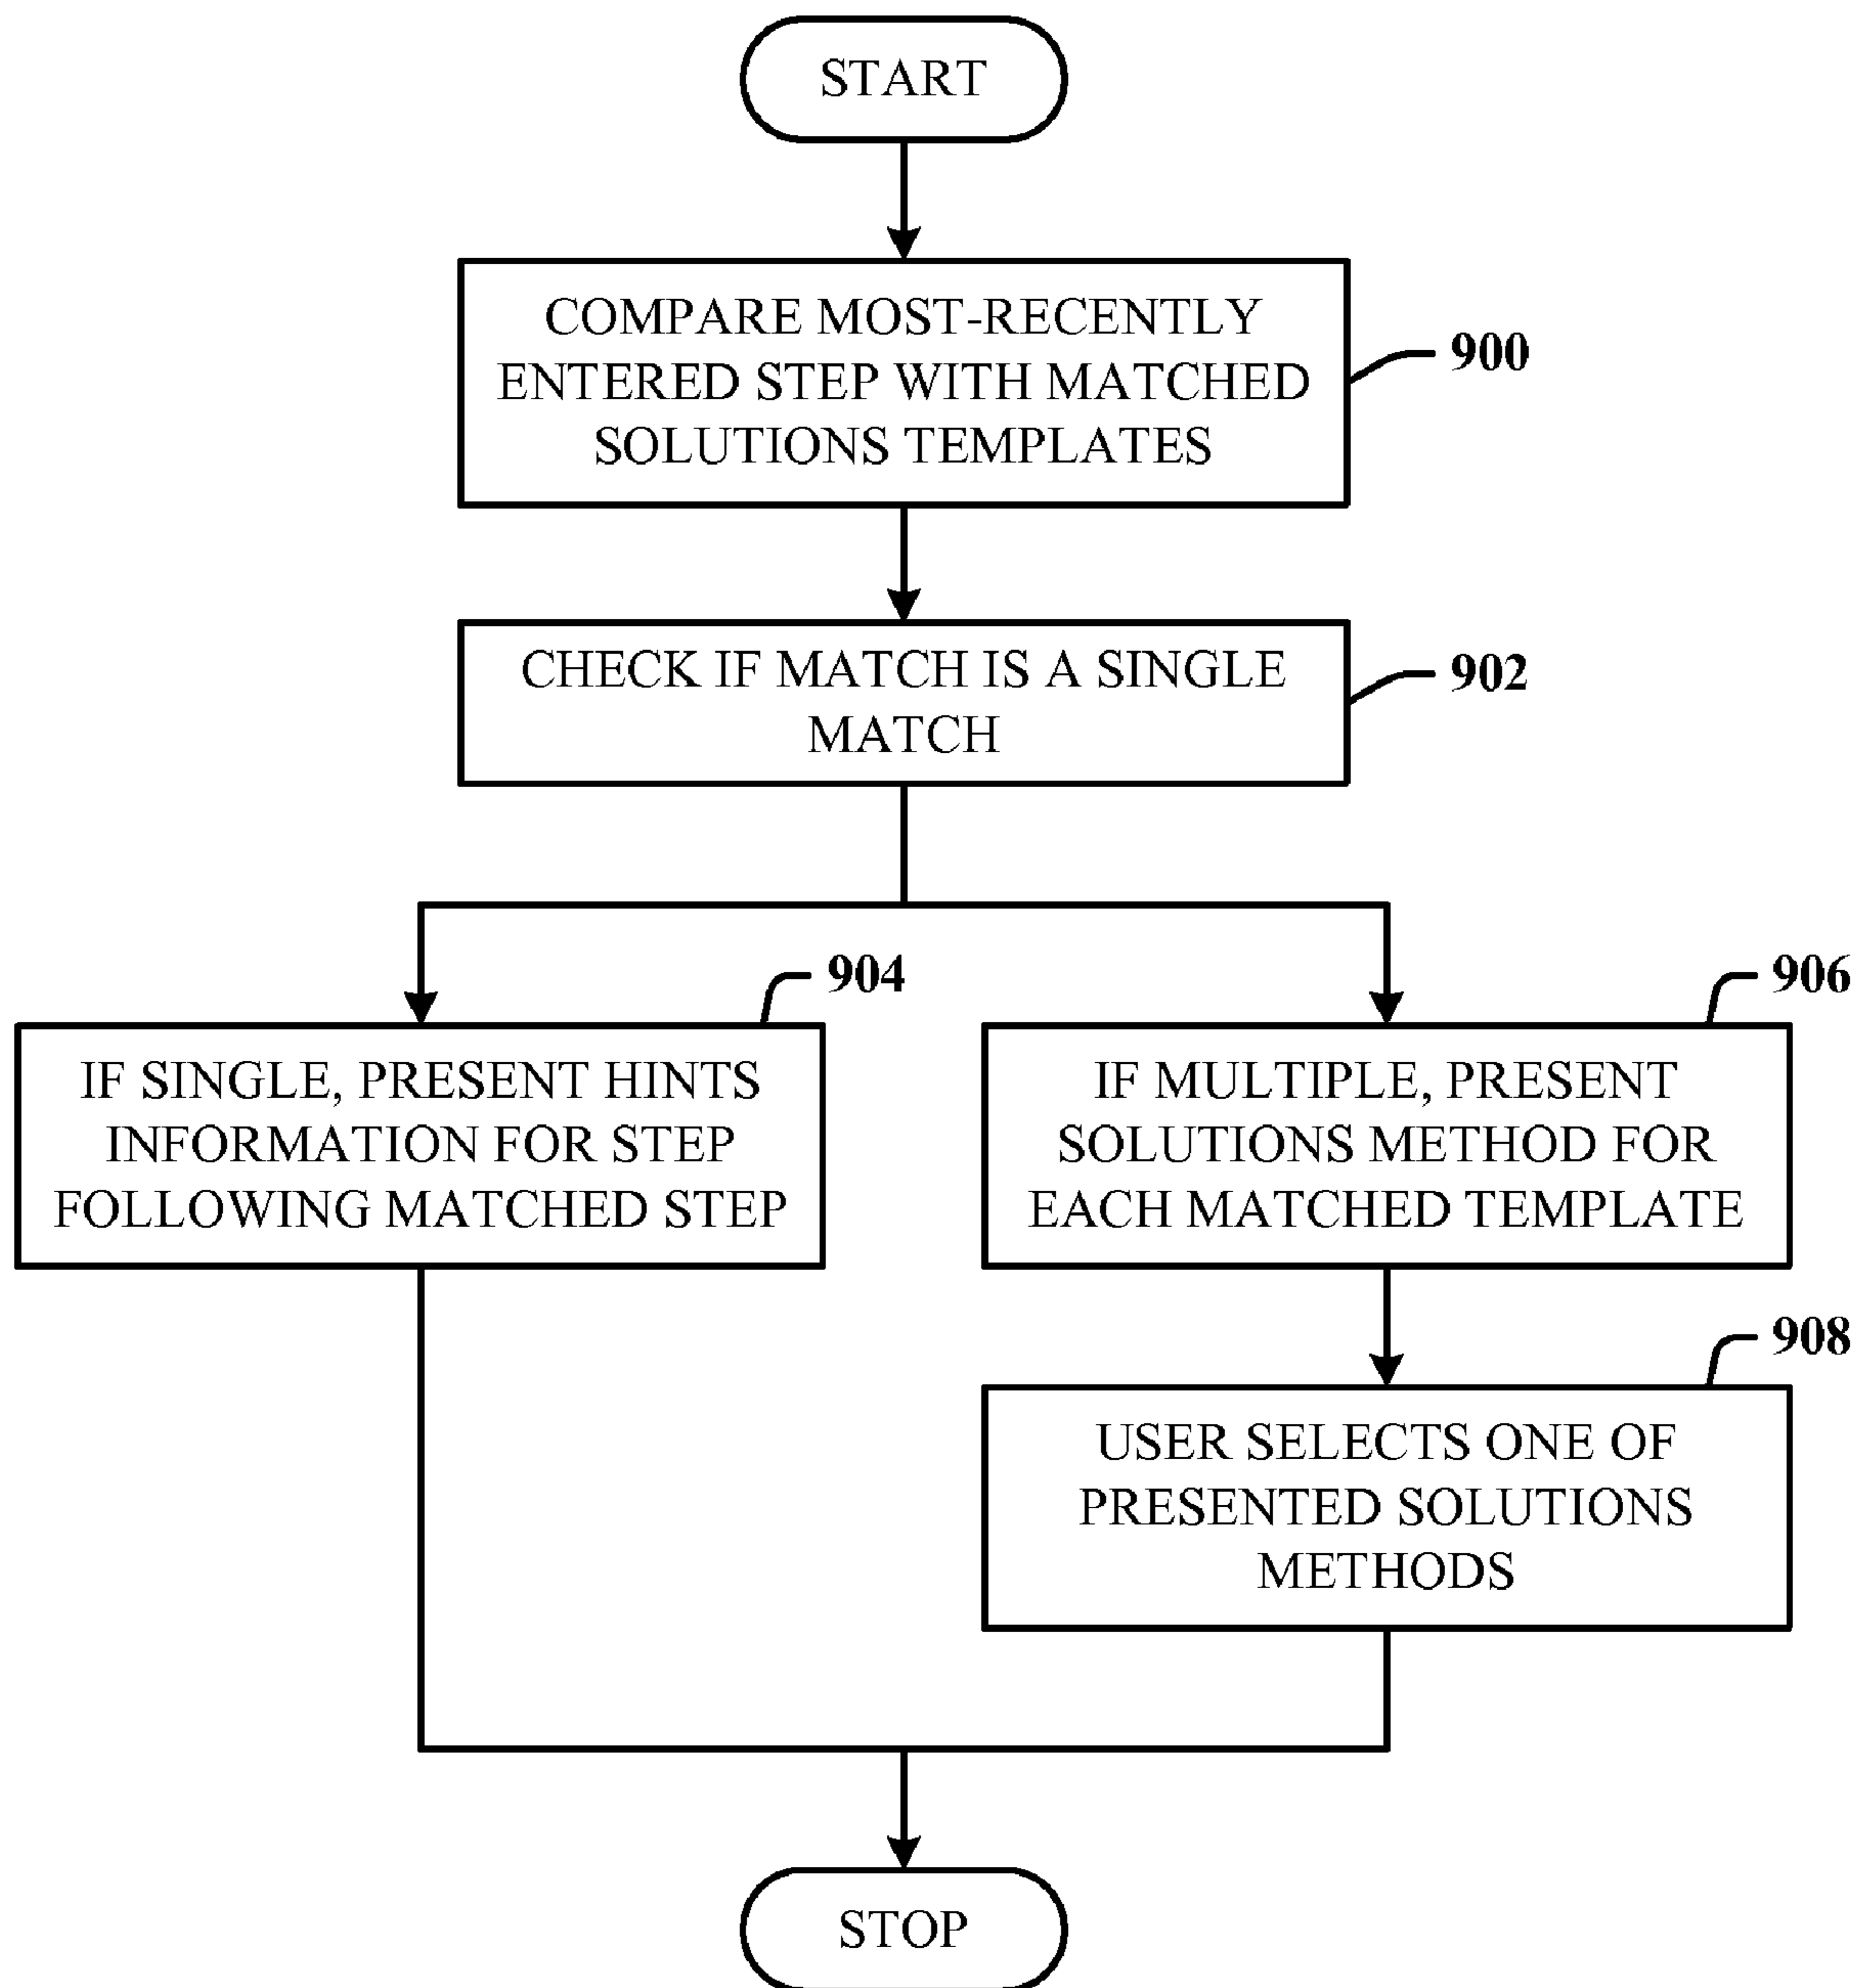 START
COMPARE MOST-RECENTLY
ENTERED STEP WITH MATCHED
SOLUTIONS TEMPLATES
900
CHECK IF MATCH IS A SINGLE
MATCH
902
904
IF SINGLE, PRESENT HINTS
INFORMATION FOR STEP
FOLLOWING MATCHED STEP
906
IF MULTIPLE, PRESENT
SOLUTIONS METHOD FOR
EACH MATCHED TEMPLATE
908
USER SELECTS ONE OF
PRESENTED SOLUTIONS
METHODS
STOP